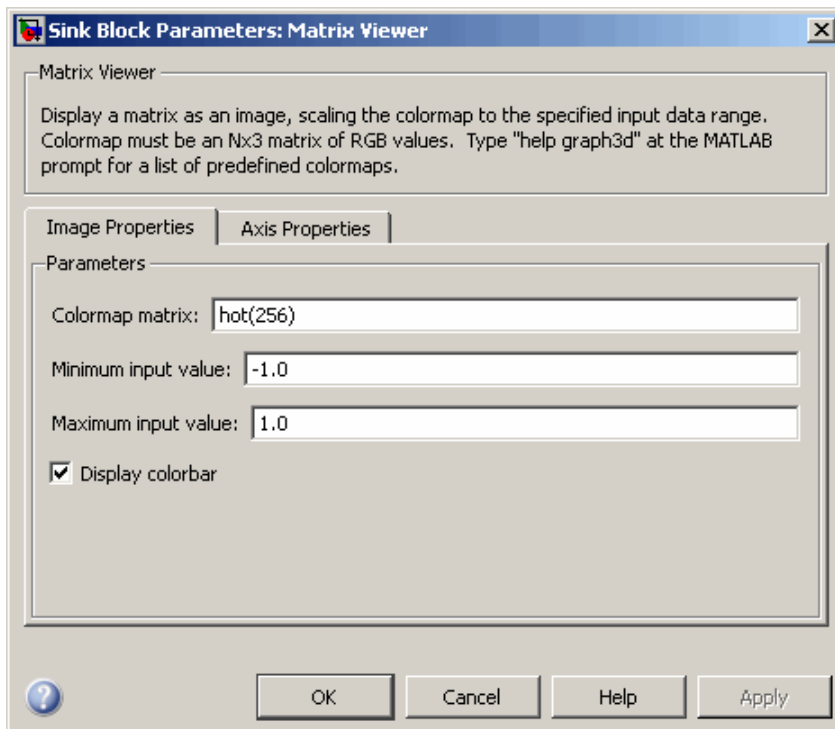 Sink Block Parameters: Matrix Viewer
Matrix Viewer
Display a matrix as an image, scaling the colormap to the specified input data range.
Colormap must be an Nx3 matrix of RGB values.  Type "help graph3d" at the MATLAB
prompt for a list of predefined colormaps.
Image Properties Axis Properties
Parameters
Colormap matrix: hot(256)
Minimum input value: -1.0
Maximum input value: 1.0
Display colorbar
? OK Cancel Help Apply